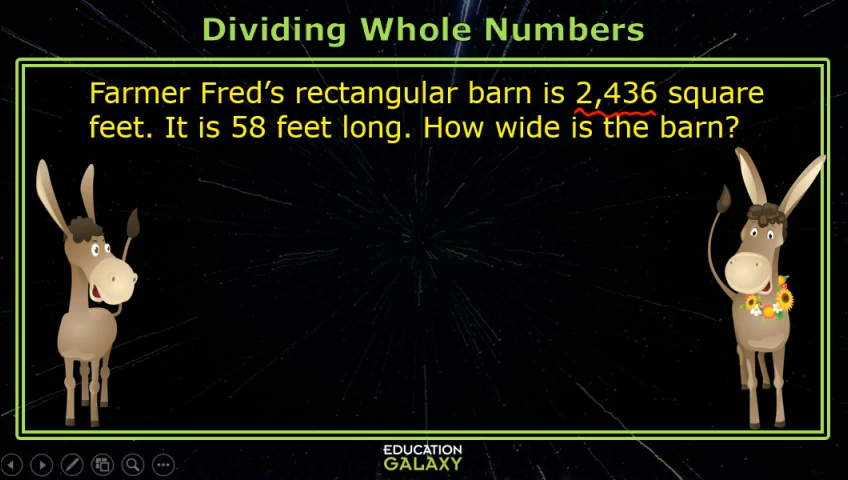 Dividing Whole Numbers
Farmer Fred’s rectangular barn is 2,436 square
feet. It is 58 feet long. How wide is the barn?
EDUCATION
GALAXY